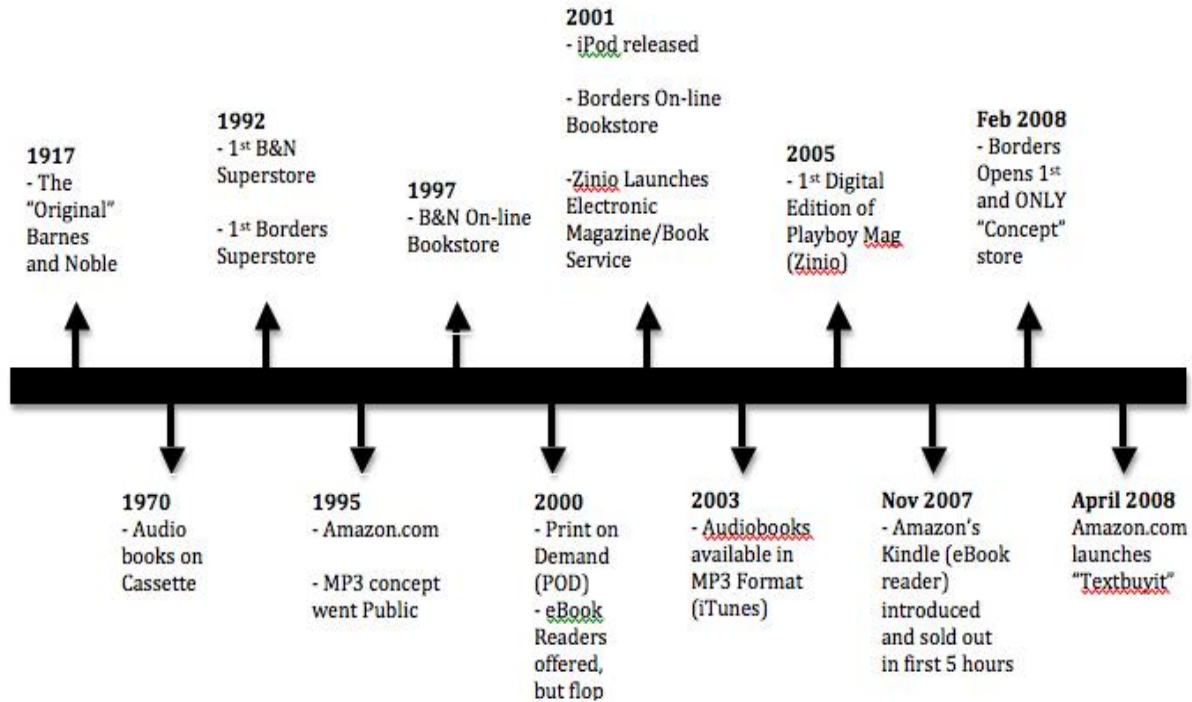 2001
- iPod released
- Borders On-line
Bookstore
-Zinio Launches
Electronic
Magazine/Book
Service
1992
- 1st B&N
Superstore
- 1st Borders
Superstore
Feb 2008
- Borders
Opens 1st
and ONLY
“Concept”
store
1917
- The
“Original”
Barnes
and Noble
2005
- 1st Digital
Edition of
Playboy Mag
(Zinio)
1997
- B&N On-line
Bookstore
1970
- Audio
books on
Cassette
1995
- Amazon.com
- MP3 concept
went Public
2000
- Print on
Demand
(POD)
- eBook
Readers
offered,
but flop
2003
- Audiobooks
available in
MP3 Format
(iTunes)
Nov 2007
- Amazon’s
Kindle (eBook
reader)
introduced
and sold out
in first 5 hours
April 2008
Amazon.com
launches
“Textbuyit”